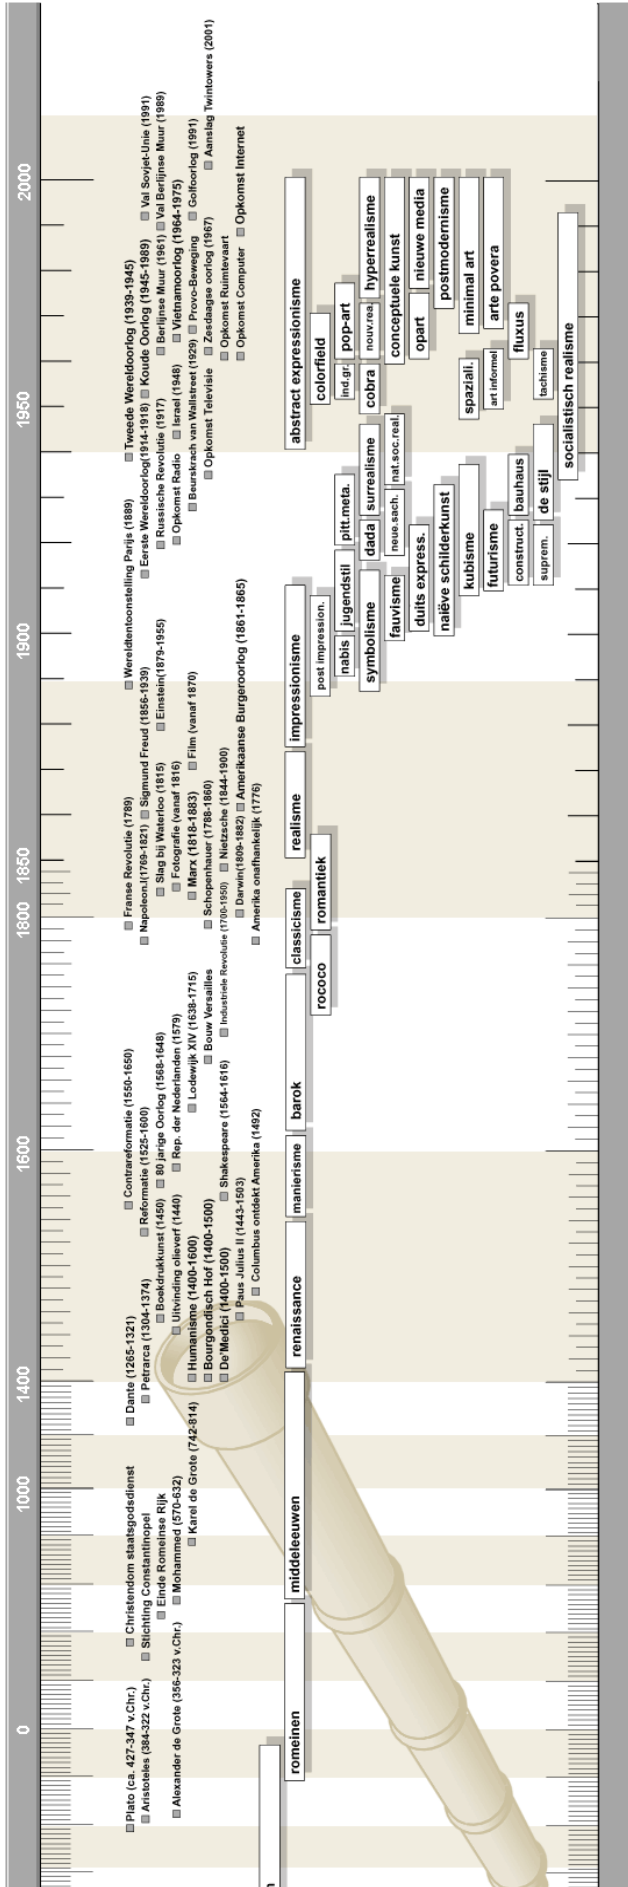 0
1000
1400
1600
1800
1850
1900
1950
2000
Plato (ca. 427-347 v.Chr.)
Christendom staatsgodsdienst
Dante (1265-1321)
Contrareformatie (1550-1650)
Franse Revolutie (1789)
Wereldtentoonstelling Parijs (1889)
Tweede Wereldoorlog (1939-1945)
Aristoteles (384-322 v.Chr.)
Stichting Constantinopel
Petrarca (1304-1374)
Reformatie (1525-1600)
Napoleon.I(1769-1821)
Sigmund Freud (1856-1939)
Eerste Wereldoorlog(1914-1918)
Koude Oorlog (1945-1989)
Val Sovjet-Unie (1991)
Einde Romeinse Rijk
Boekdrukkunst (1450)
80 jarige Oorlog (1568-1648)
Slag bij Waterloo (1815)
Einstein(1879-1955)
Russische Revolutie (1917)
Berlijnse Muur (1961)
Val Berlijnse Muur (1989)
Alexander de Grote (356-323 v.Chr.)
Mohammed (570-632)
Uitvinding olieverf (1440)
Rep. der Nederlanden (1579)
Fotografie (vanaf 1816)
Opkomst Radio
Israel (1948)
Vietnamoorlog (1964-1975)
Karel de Grote (742-814)
Humanisme (1400-1600)
Lodewijk XIV (1638-1715)
Marx (1818-1883)
Film (vanaf 1870)
Beurskrach van Wallstreet (1929)
Provo-Beweging
Golfoorlog (1991)
Bourgondisch Hof (1400-1500)
Bouw Versailles
Schopenhauer (1788-1860)
Opkomst Televisie
Zesdaagse oorlog (1967)
Aanslag Twintowers (2001)
De'Medici (1400-1500)
Shakespeare (1564-1616)
Industriele Revolutie (1700-1950)
Nietzsche (1844-1900)
Opkomst Ruimtevaart
Paus Julius II (1443-1503)
Darwin(1809-1882)
Amerikaanse Burgeroorlog (1861-1865)
Opkomst Computer
Opkomst Internet
Columbus ontdekt Amerika (1492)
Amerika onafhankelijk (1776)
romeinen
middeleeuwen
renaissance
manierisme
barok
classicisme
realisme
impressionisme
abstract expressionisme
rococo
romantiek
post impression.
colorfield
nabis
jugendstil
pitt.meta.
ind.gr.
pop-art
symbolisme
dada
surrealisme
cobra
nouv.rea.
hyperrealisme
fauvisme
neue.sach.
nat.soc.real.
conceptuele kunst
duits express.
opart
nieuwe media
naiëve schilderkunst
postmodernisme
kubisme
spaziali.
minimal art
futurisme
art informel
arte povera
construct.
bauhaus
fluxus
suprem.
de stijl
tachisme
socialistisch realisme